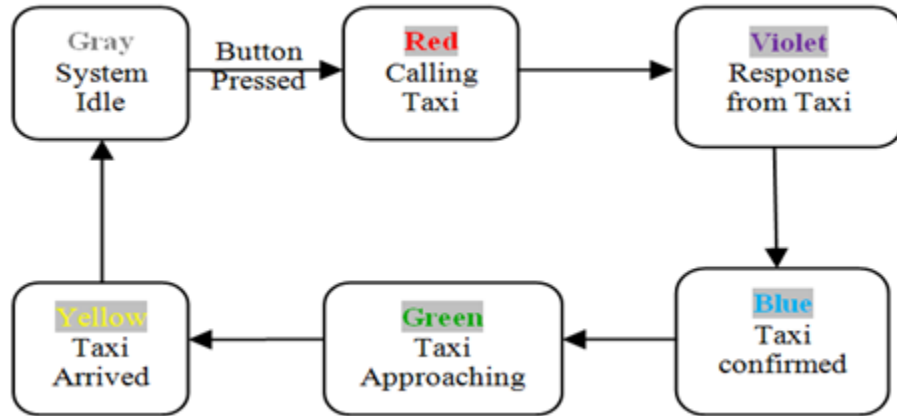 Gray
System
Idle
Button
Pressed
Red
Calling
Taxi
Violet
Response
from Taxi
Yellow
Taxi
Arrived
Green
Taxi
Approaching
Blue
Taxi
confirmed